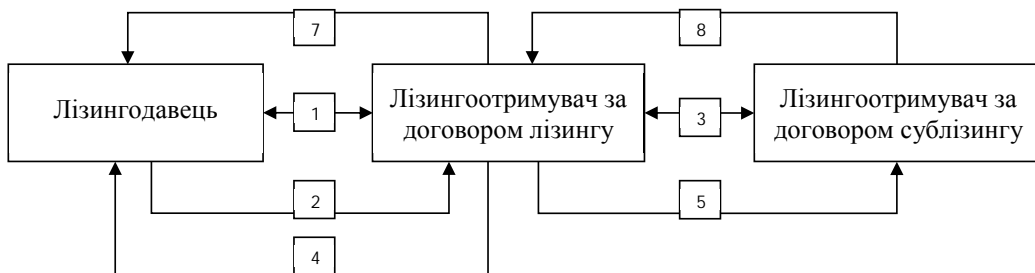 7
8
Лізингодавець
1
Лізингоотримувач за
договором лізингу
3
Лізингоотримувач за
договором сублізингу
2
5
4